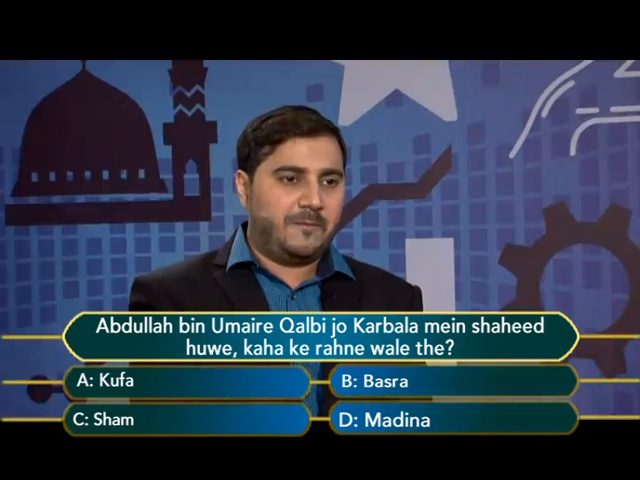 Abdullah bin Umaire Qalbi jo Karbala mein shaheed
huwe, kaha ke rahne wale the?
A: Kufa
B: Basra
C: Sham
D: Madina